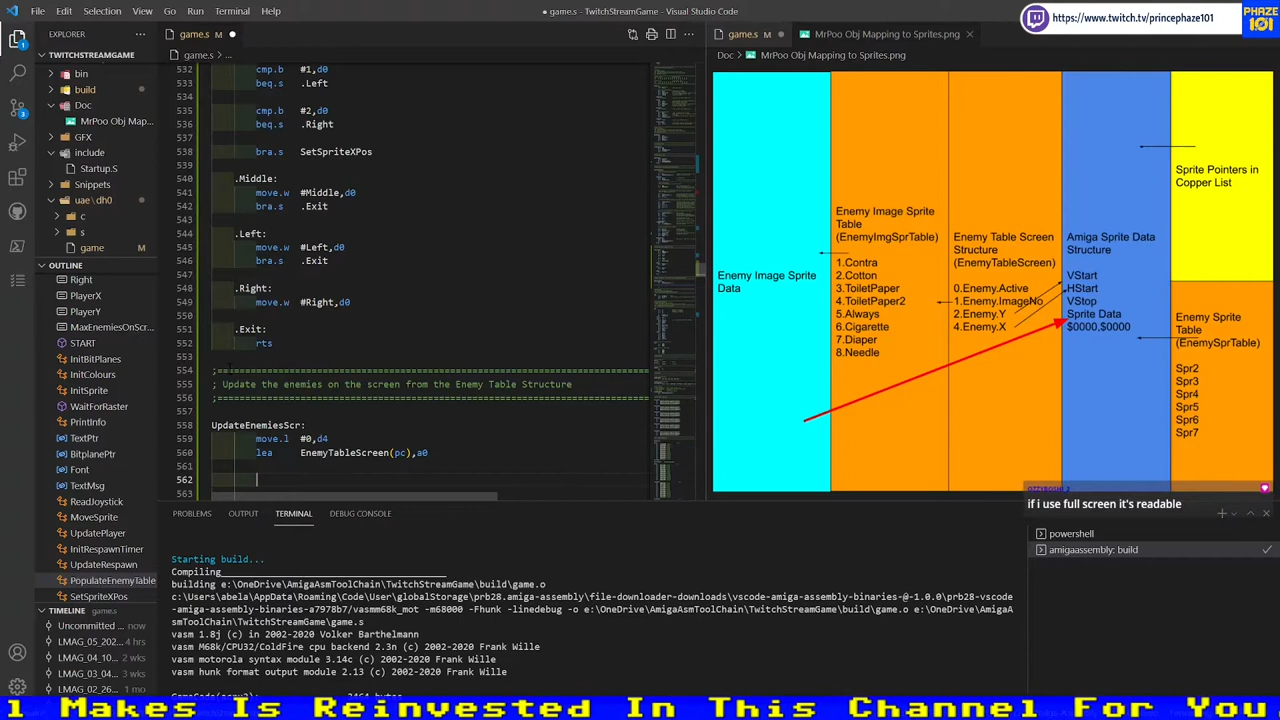 File Edit Selection View Go Run Terminal Help
● game.s - TwitchStreamGame - Visual Studio Code
https://www.twitch.tv/princephaze101
PHAZE
101
EXPLORER
TWITCHSTREAMGAME
bin
build
Doc
MrPoo Obj Map...
GFX
include
Startup.S
Snippets
uae\dh0
c
s
game M
OUTLINE
Right
PlayerX
PlayerY
MaxEnemiesOnScr...
START
InitBitPlanes
InitColours
InitSprite
WaitForRaster
PrintInfo
TextPtr
BitplanePtr
Font
TextMsg
ReadJoystick
MoveSprite
UpdatePlayer
InitRespawnTimer
UpdateRespawn
PopulateEnemyTable
SetSpriteXPos
TIMELINE game.s
Uncommitted ... now
LMAG_05_202... 4 hrs
LMAG_04_10... 2 wks
LMAG_03_04... 2 wks
LMAG_02_26... 1 mo
game.s M
game.s
532 cmp.b #1,d0
533 beq.s .Left
534
535 cmp.b #2,d0
536 beq.s .Right
537
538 bra.s SetSpriteXPos
539
540 .Middle:
541 move.w #Middle,d0
542 bra.s .Exit
543
544 .Left:
545 move.w #Left,d0
546 bra.s .Exit
547
548 .Right:
549 move.w #Right,d0
550
551 .Exit:
552 rts
553
554
555 ; Update the enemies on the screen from the Enemy Table Structure
556
557
558 UpdateEnemiesScr:
559 move.l #0,d4
560 lea EnemyTableScreen(pc),a0
561
562
563
game.s M
MrPoo Obj Mapping to Sprites.png
Doc > MrPoo Obj Mapping to Sprites.png
Enemy Image Sprite
Data
Enemy Image Sprite
Table
(EnemyImgSprTable)
1.Contra
2.Cotton
3.ToiletPaper
4.ToiletPaper2
5.Always
6.Cigarette
7.Diaper
8.Needle
Enemy Table Screen
Structure
(EnemyTableScreen)
0.Enemy.Active
1.Enemy.ImageNo
2.Enemy.Y
4.Enemy.X
Amiga Sprite Data
Structure
VStart
HStart
VStop
Sprite Data
$0000,$0000
Sprite Pointers in
Copper List
Enemy Sprite
Table
(EnemySprTable)
Spr2
Spr3
Spr4
Spr5
Spr6
Spr7
if i use full screen it's readable
PROBLEMS OUTPUT TERMINAL DEBUG CONSOLE
powershell
amigaassembly: build
Starting build...
Compiling
building e:\OneDrive\AmigaAsmToolChain\TwitchStreamGame\build\game.o
c:\Users\abela\AppData\Roaming\Code\User\globalStorage\prb28.amiga-assembly\file-downloader-downloads\vscode-amiga-assembly-binaries-@-1.0.0\prb28-vscode
-amiga-assembly-binaries-a7978b7/vasmm68k_mot -m68000 -Fhunk -linedebug -o e:\OneDrive\AmigaAsmToolChain\TwitchStreamGame\build\game.o e:\OneDrive\AmigaA
smToolChain\TwitchStreamGame\game.s
vasm 1.8j (c) in 2002-2020 Volker Barthelmann
vasm M68k/CPU32/ColdFire cpu backend 2.3n (c) 2002-2020 Frank Wille
vasm motorola syntax module 3.14c (c) 2002-2020 Frank Wille
vasm hunk format output module 2.13 (c) 2002-2020 Frank Wille
l Makes Is Reinvested In This Channel For You